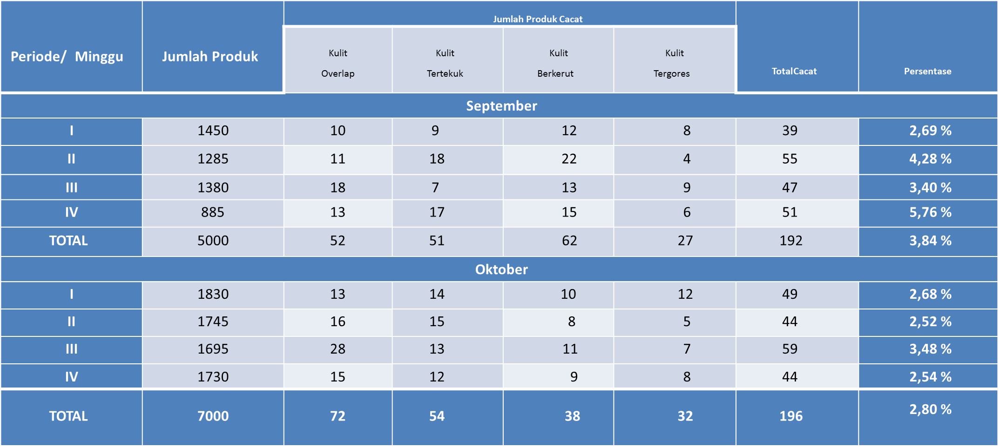 Jumlah Produk Cacat
Periode/ Minggu Jumlah Produk Kulit Overlap Kulit Tertekuk Kulit Berkerut Kulit Tergores TotalCacat Persentase
September
I 1450 10 9 12 8 39 2,69 %
II 1285 11 18 22 4 55 4,28 %
III 1380 18 7 13 9 47 3,40 %
IV 885 13 17 15 6 51 5,76 %
TOTAL 5000 52 51 62 27 192 3,84 %
Oktober
I 1830 13 14 10 12 49 2,68 %
II 1745 16 15 8 5 44 2,52 %
III 1695 28 13 11 7 59 3,48 %
IV 1730 15 12 9 8 44 2,54 %
TOTAL 7000 72 54 38 32 196 2,80 %